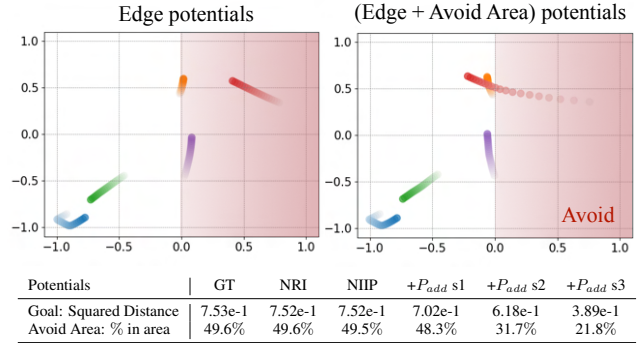 Edge potentials
(Edge + Avoid Area) potentials
1.0
0.5
0.0
−0.5
−1.0
−1.0 −0.5 0.0 0.5 1.0
1.0
0.5
0.0
−0.5
−1.0
−1.0 −0.5 0.0 0.5 1.0
Avoid
Potentials GT NRI NIIP +P_add s1 +P_add s2 +P_add s3
Goal: Squared Distance 7.53e-1 7.52e-1 7.52e-1 7.02e-1 6.18e-1 3.89e-1
Avoid Area: % in area 49.6% 49.6% 49.5% 48.3% 31.7% 21.8%